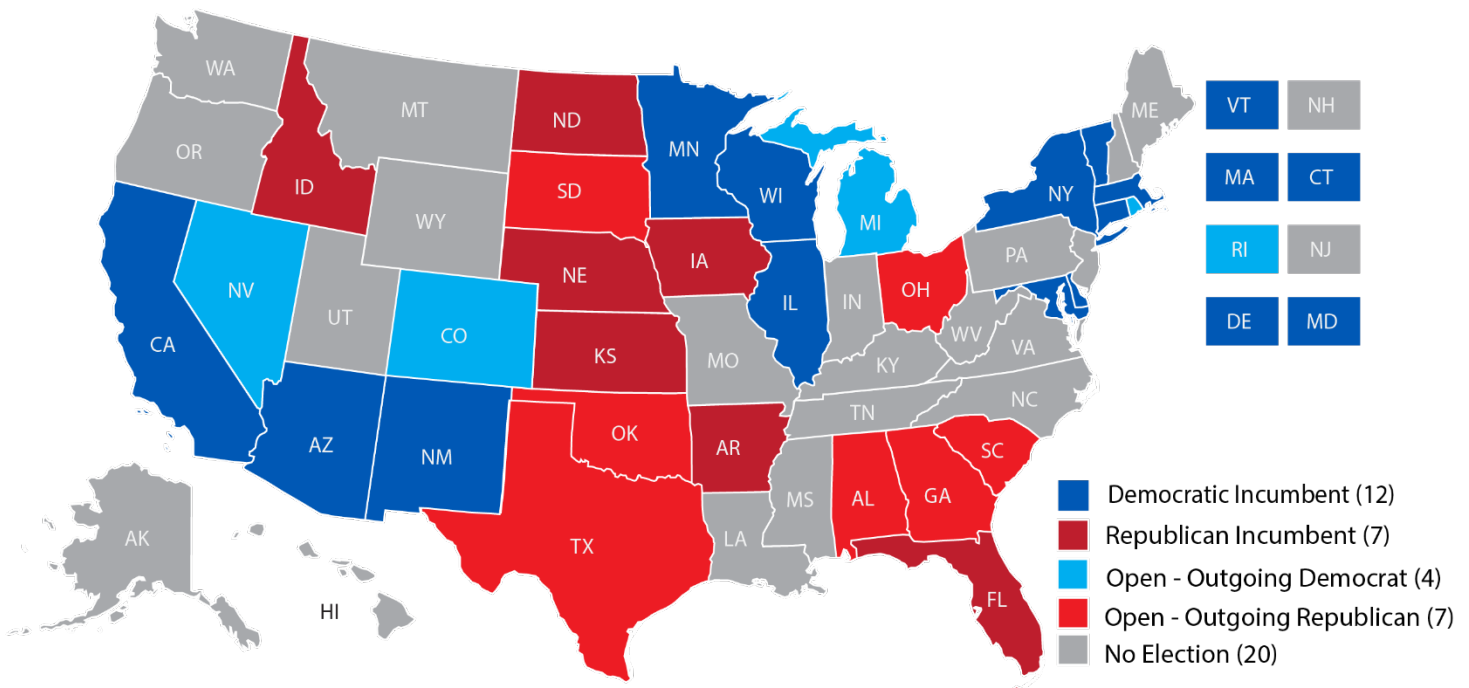 WA
MT
ND
MN
ME
VT
NH
OR
ID
SD
WI
NY
MA
CT
WY
MI
NE
IA
PA
RI
NJ
NV
UT
CO
IL
IN
OH
WV
VA
DE
MD
CA
KS
MO
KY
NC
AZ
NM
OK
AR
TN
SC
MS
AL
GA
Democratic Incumbent (12)
Republican Incumbent (7)
AK
TX
LA
Open - Outgoing Democrat (4)
HI
FL
Open - Outgoing Republican (7)
No Election (20)